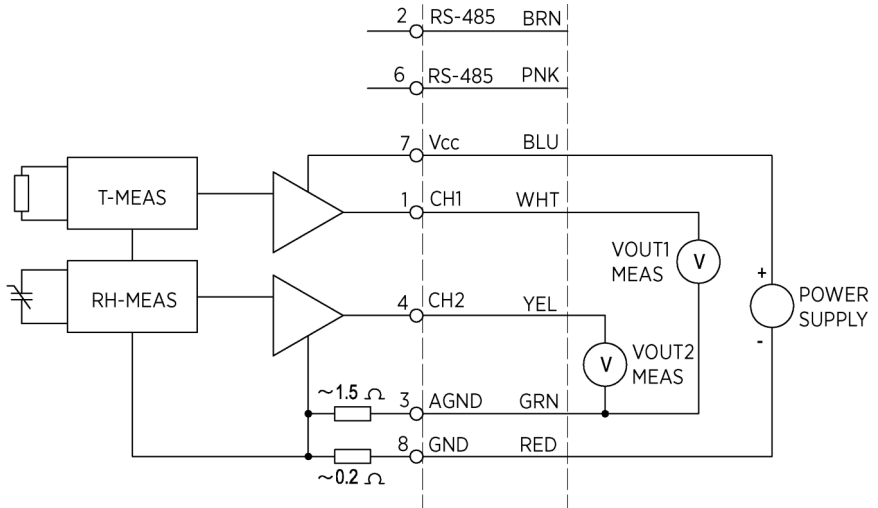 2 RS-485 BRN
6 RS-485 PNK
7 Vcc BLU
T-MEAS
1 CH1 WHT
VOUT1
MEAS
V
RH-MEAS
4 CH2 YEL
+
POWER
SUPPLY
-
V
VOUT2
MEAS
~1.5 Ω
3 AGND GRN
8 GND RED
~0.2 Ω